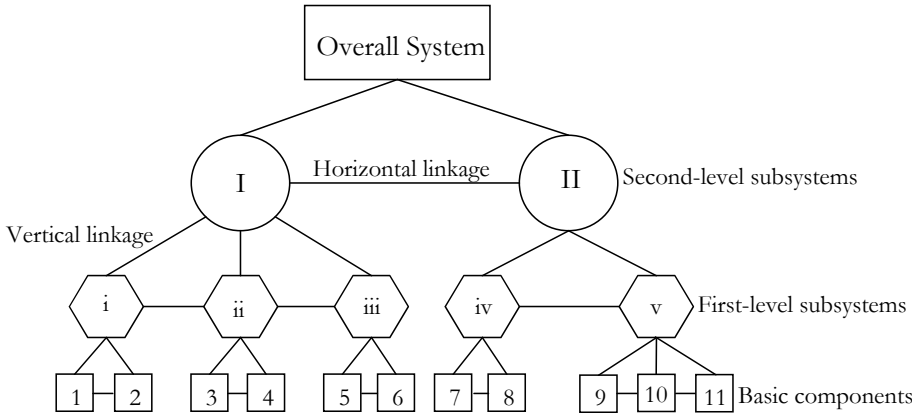 Overall System
I
Horizontal linkage
II
Second-level subsystems
Vertical linkage
i
ii
iii
iv
v
First-level subsystems
1
2
3
4
5
6
7
8
9
10
11
Basic components